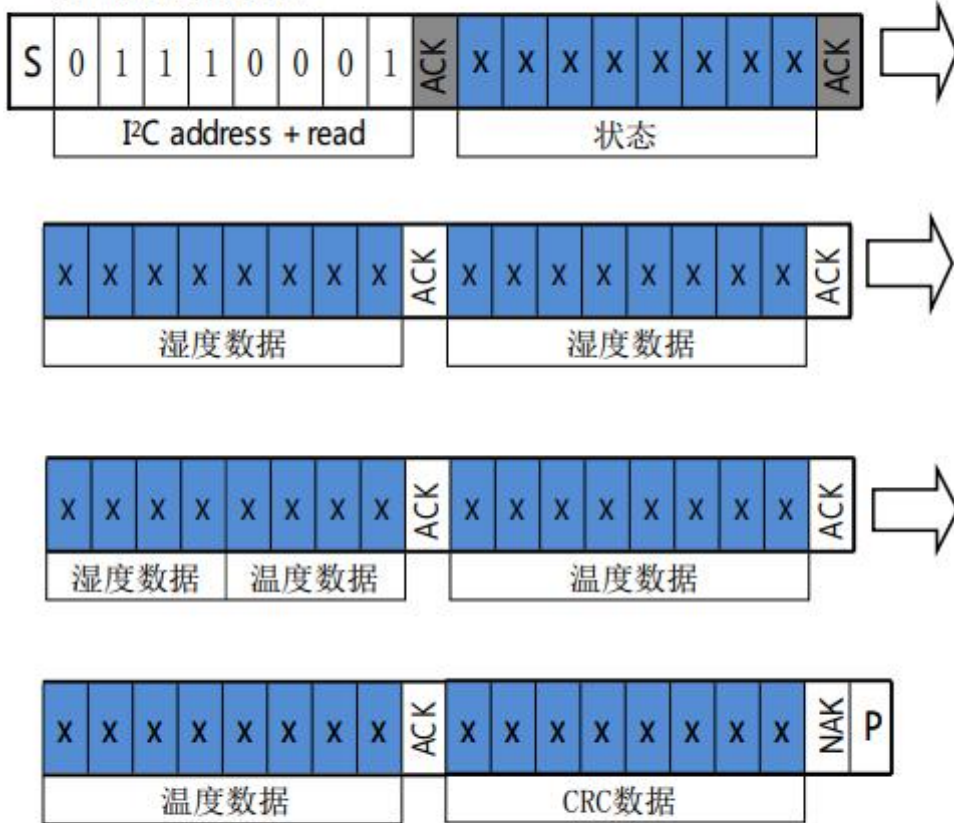 S 0 1 1 1 0 0 0 1 ACK X X X X X X X X ACK
I²C address + read 状态
X X X X X X X X ACK X X X X X X X X ACK
湿度数据 湿度数据
X X X X X X X X ACK X X X X X X X X ACK
湿度数据 温度数据 温度数据
X X X X X X X X ACK X X X X X X X X NAK P
温度数据 CRC数据